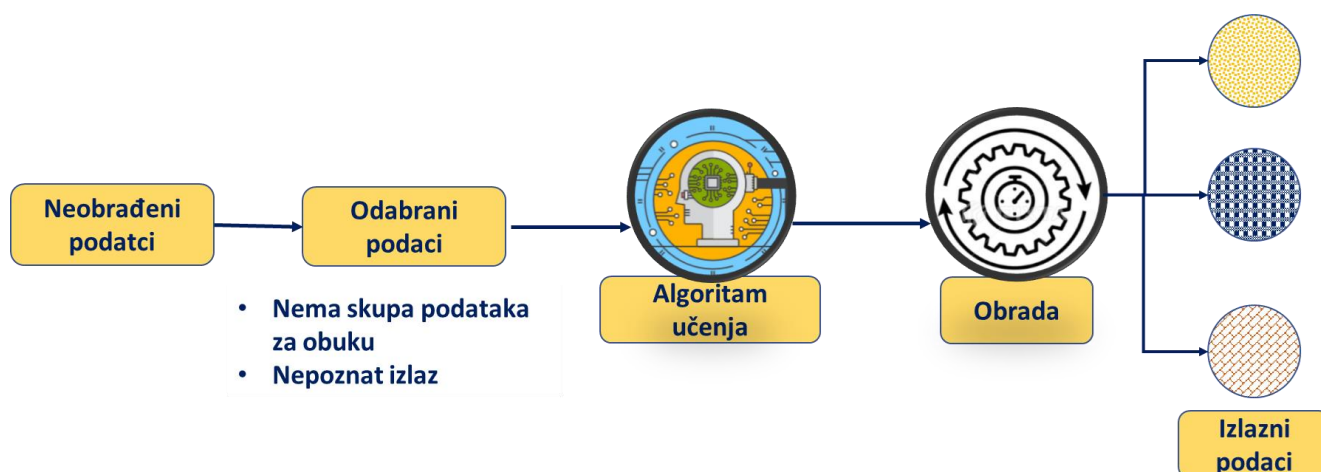 Neobrađeni
podatci
Odabrani
podaci
• Nema skupa podataka
za obuku
• Nepoznat izlaz
Algoritam
učenja
Obrada
Izlazni
podaci